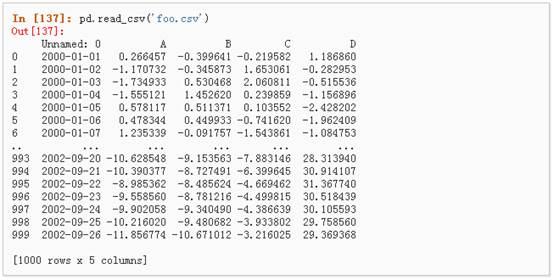 In [137]: pd.read_csv('foo.csv')
Out[137]:
Unnamed: 0 A B C D
0 2000-01-01 0.266457 -0.399641 -0.219582 1.186860
1 2000-01-02 -1.170732 -0.345873 1.653061 -0.282953
2 2000-01-03 -1.734933 0.530468 2.060811 -0.515536
3 2000-01-04 -1.555121 1.452620 0.239859 -1.156896
4 2000-01-05 0.578117 0.511371 0.103552 -2.428202
5 2000-01-06 0.478344 0.449933 -0.741620 -1.962409
6 2000-01-07 1.235339 -0.091757 -1.543861 -1.084753
.. ... ... ... ... ...
993 2002-09-20 -10.628548 -9.153563 -7.883146 28.313940
994 2002-09-21 -10.390377 -8.727491 -6.399645 30.914107
995 2002-09-22 -8.985362 -8.485624 -4.669462 31.367740
996 2002-09-23 -9.558560 -8.781216 -4.499815 30.518439
997 2002-09-24 -9.902058 -9.340490 -4.386639 30.105593
998 2002-09-25 -10.216020 -9.480682 -3.933802 29.758560
999 2002-09-26 -11.856774 -10.671012 -3.216025 29.369368
[1000 rows x 5 columns]